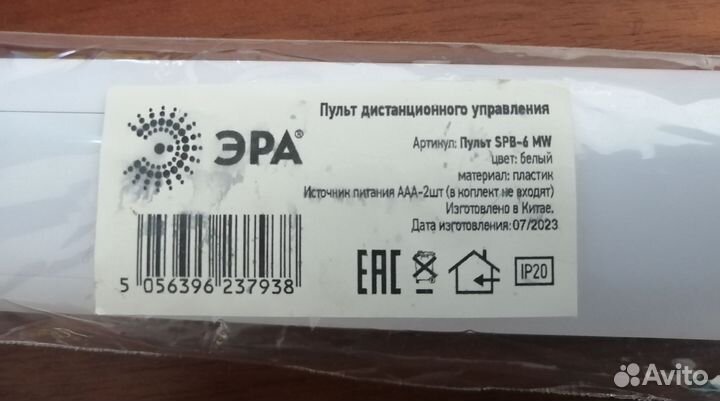 Пульт дистанционного управления
ЭРА®
Артикул: Пульт SPB-6 MW
цвет: белый
материал: пластик
Источник питания AAA-2шт (в коплект не входят)
Изготовлено в Китае.
Дата изготовления: 07/2023
5 056396 237938
EAC
IP20
Avito